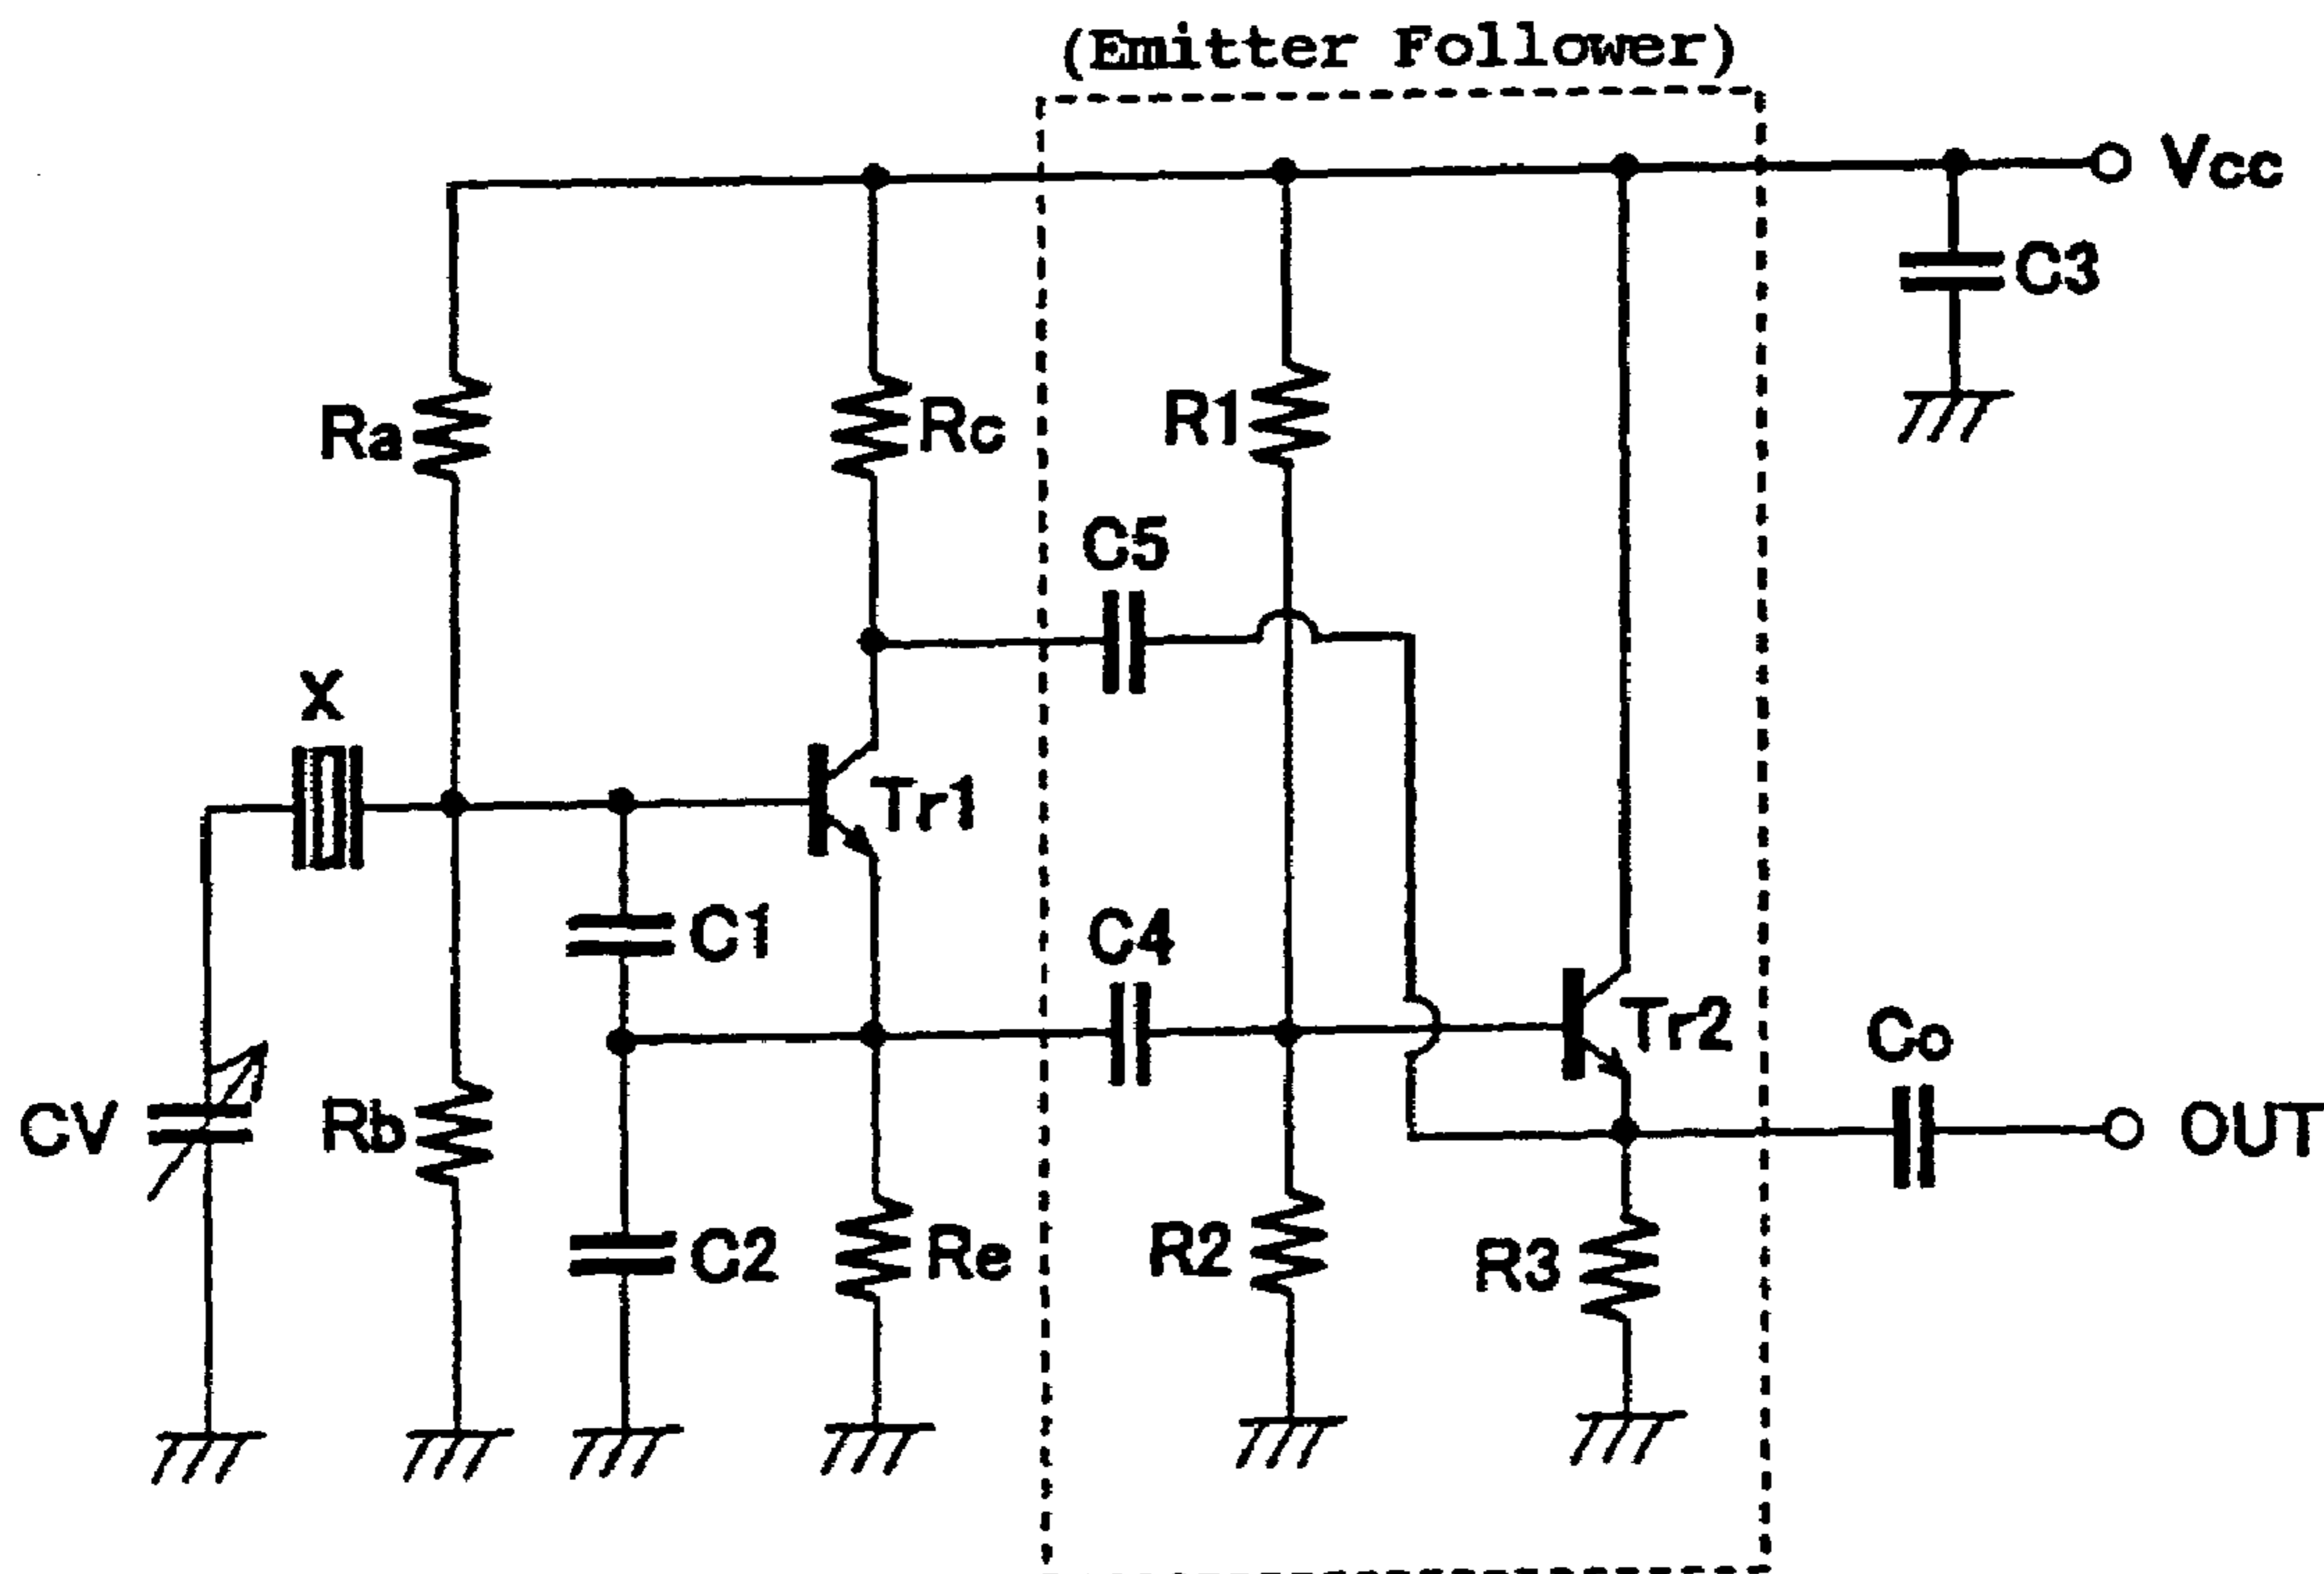 (Emitter Follower)
Vcc
C3
Ra
Rc
R1
C5
X
Tr1
C1
C4
Tr2
Co
CV
Rb
OUT
C2
Re
R2
R3